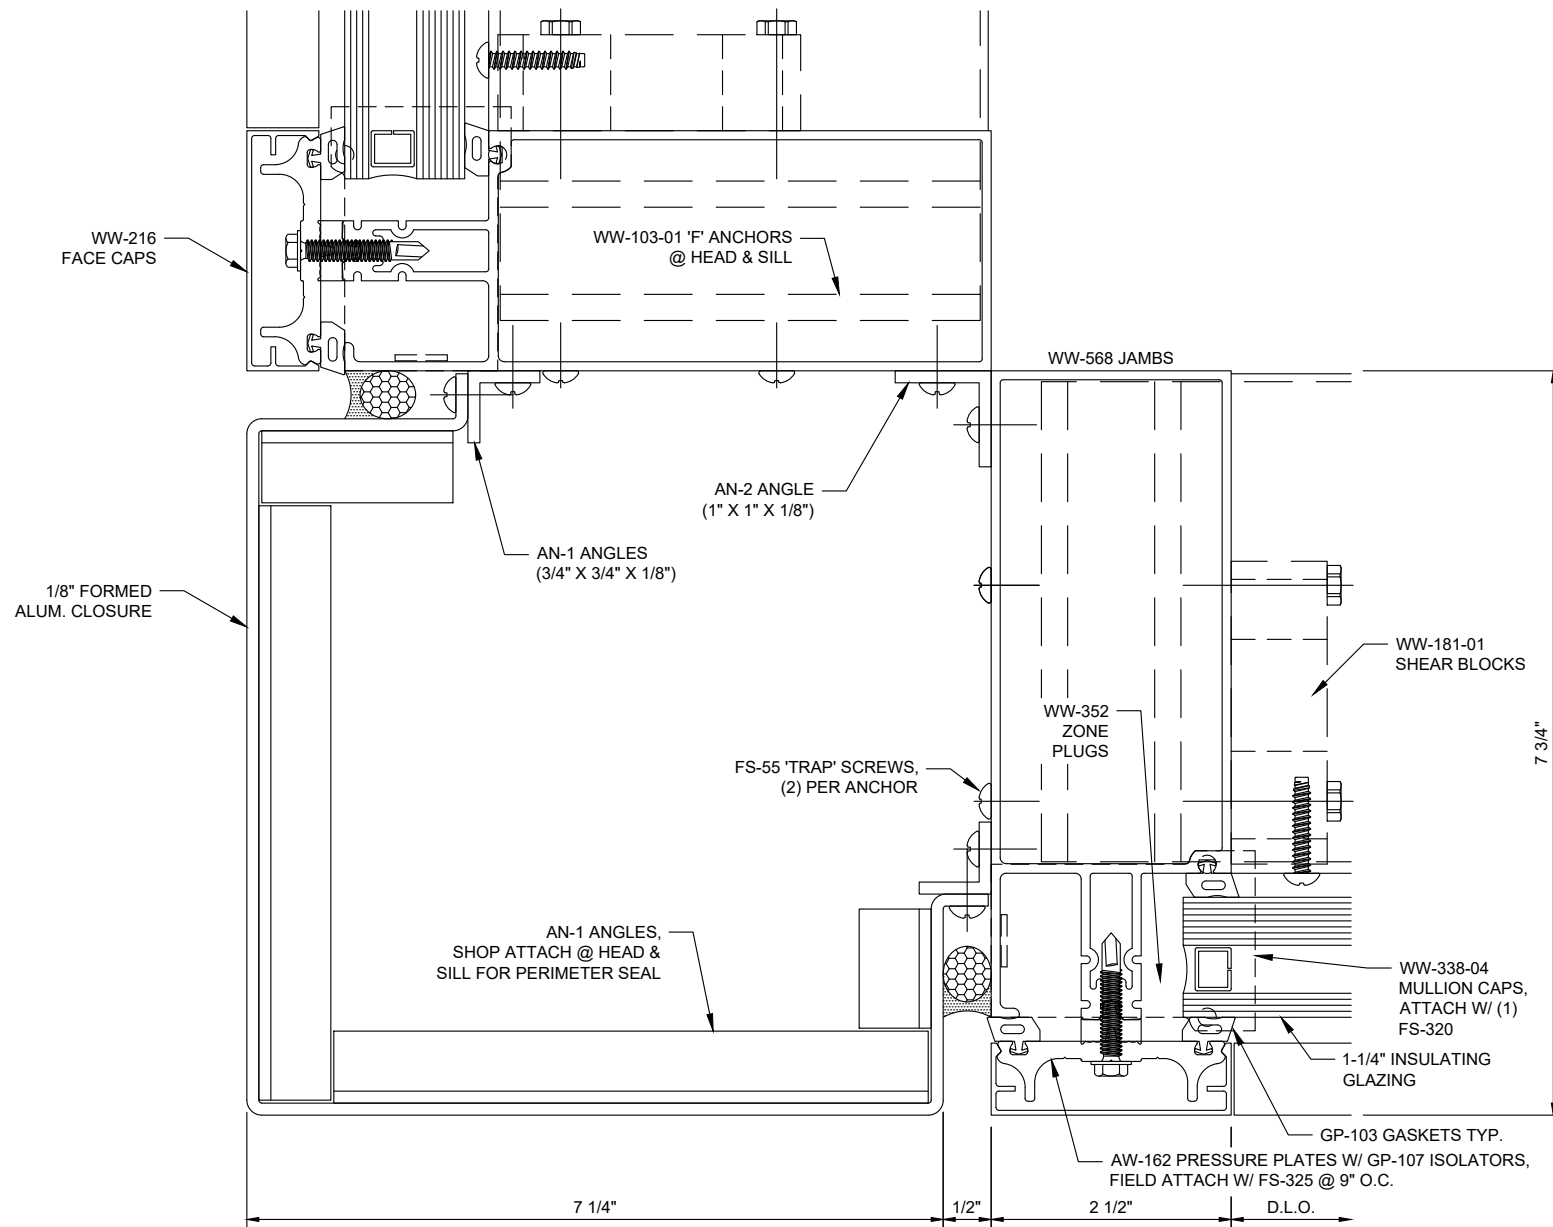 WW-216
FACE CAPS
WW-103-01 'F' ANCHORS
@ HEAD & SILL
WW-568 JAMBS
AN-2 ANGLE
(1" X 1" X 1/8")
AN-1 ANGLES
(3/4" X 3/4" X 1/8")
1/8" FORMED
ALUM. CLOSURE
WW-181-01
SHEAR BLOCKS
WW-352
ZONE
PLUGS
7 3/4"
FS-55 'TRAP' SCREWS,
(2) PER ANCHOR
AN-1 ANGLES,
SHOP ATTACH @ HEAD &
SILL FOR PERIMETER SEAL
WW-338-04
MULLION CAPS,
ATTACH W/ (1)
FS-320
1-1/4" INSULATING
GLAZING
GP-103 GASKETS TYP.
AW-162 PRESSURE PLATES W/ GP-107 ISOLATORS,
FIELD ATTACH W/ FS-325 @ 9" O.C.
7 1/4"
1/2"
2 1/2"
D.L.O.